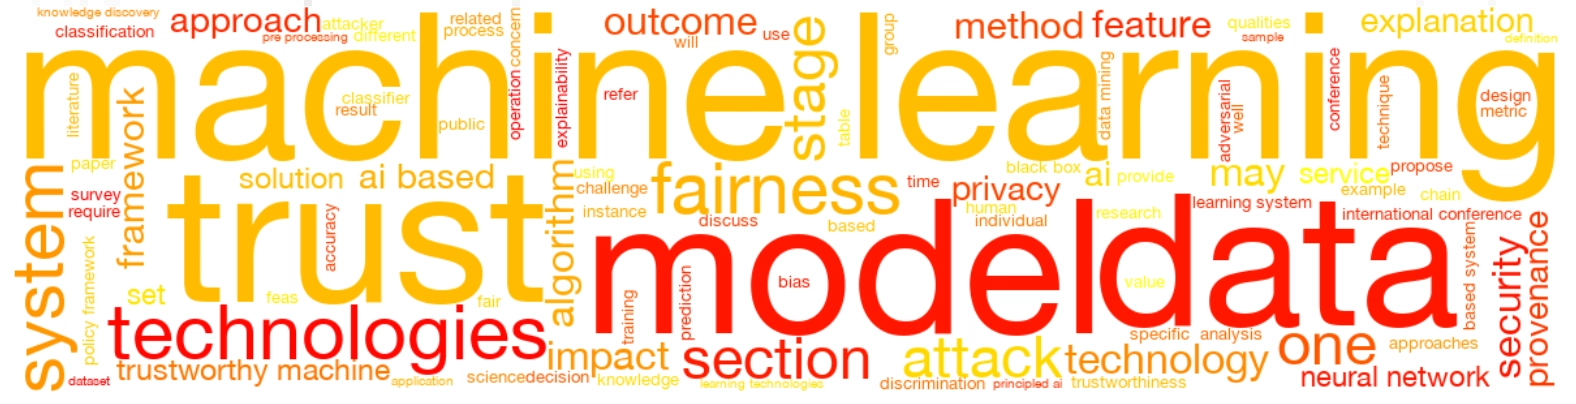 knowledge discovery
classification
approach
attacker
pre processing
different
related
process
concern
outcome
will
use
stage
group
method
feature
qualities
sample
explanation
definition
machine learning
literature
framework
classifier
result
public
operation
explainability
refer
table
data mining
adversarial
well
conference
technique
design
metric
paper
system
survey
require
solution
ai based
algorithm
using
challenge
instance
fairness
time
privacy
human
individual
black box
ai
provide
may
service
propose
example
chain
learning system
international conference
research
discuss
based
trust
accuracy
model
data
bias
value
training
prediction
policy framework
set
feas
fair
technologies
based system
security
provenance
specific
analysis
approaches
one
dataset
trustworthy machine
application
impact
science
decision
knowledge
section
learning technologies
attack
technology
discrimination
principled ai
trustworthiness
neural network